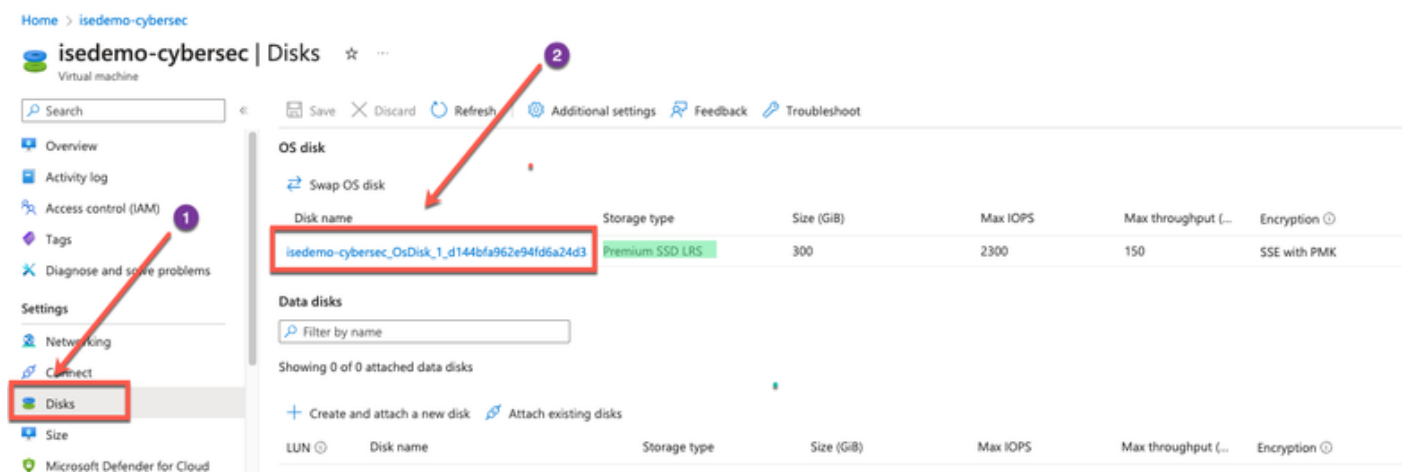 Home > isedemo-cybersec
isedemo-cybersec | Disks ☆ ...
Virtual machine
2
Search «
Save Discard Refresh Additional settings Feedback Troubleshoot
Overview
Activity log
Access control (IAM)
Tags
Diagnose and solve problems
Settings
Networking
Connect
Disks
Size
Microsoft Defender for Cloud
1
OS disk
Swap OS disk
Disk name Storage type Size (GiB) Max IOPS Max throughput (... Encryption
isedemo-cybersec_OsDisk_1_d144bfa962e94fd6a24d3 Premium SSD LRS 300 2300 150 SSE with PMK
Data disks
Filter by name
Showing 0 of 0 attached data disks
Create and attach a new disk Attach existing disks
LUN Disk name Storage type Size (GiB) Max IOPS Max throughput (... Encryption